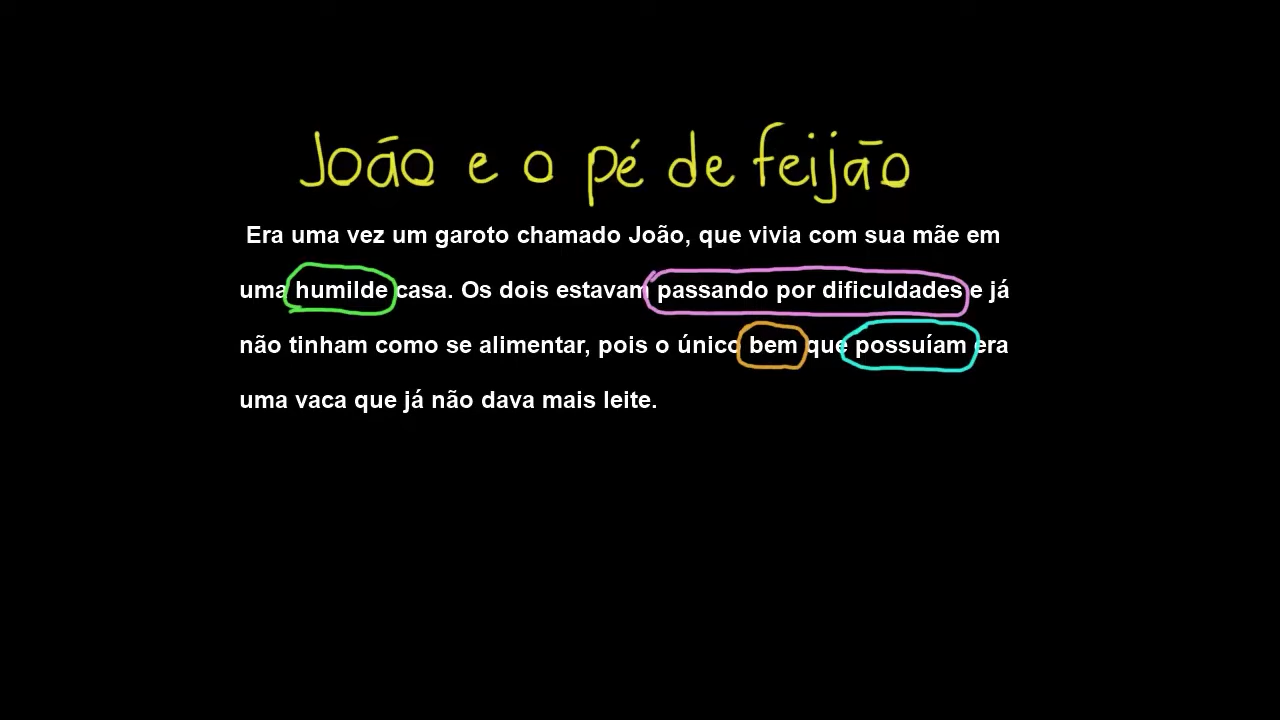 João e o pé de feijão
Era uma vez um garoto chamado João, que vivia com sua mãe em
uma humilde casa. Os dois estavam passando por dificuldades e já
não tinham como se alimentar, pois o único bem que possuíam era
uma vaca que já não dava mais leite.